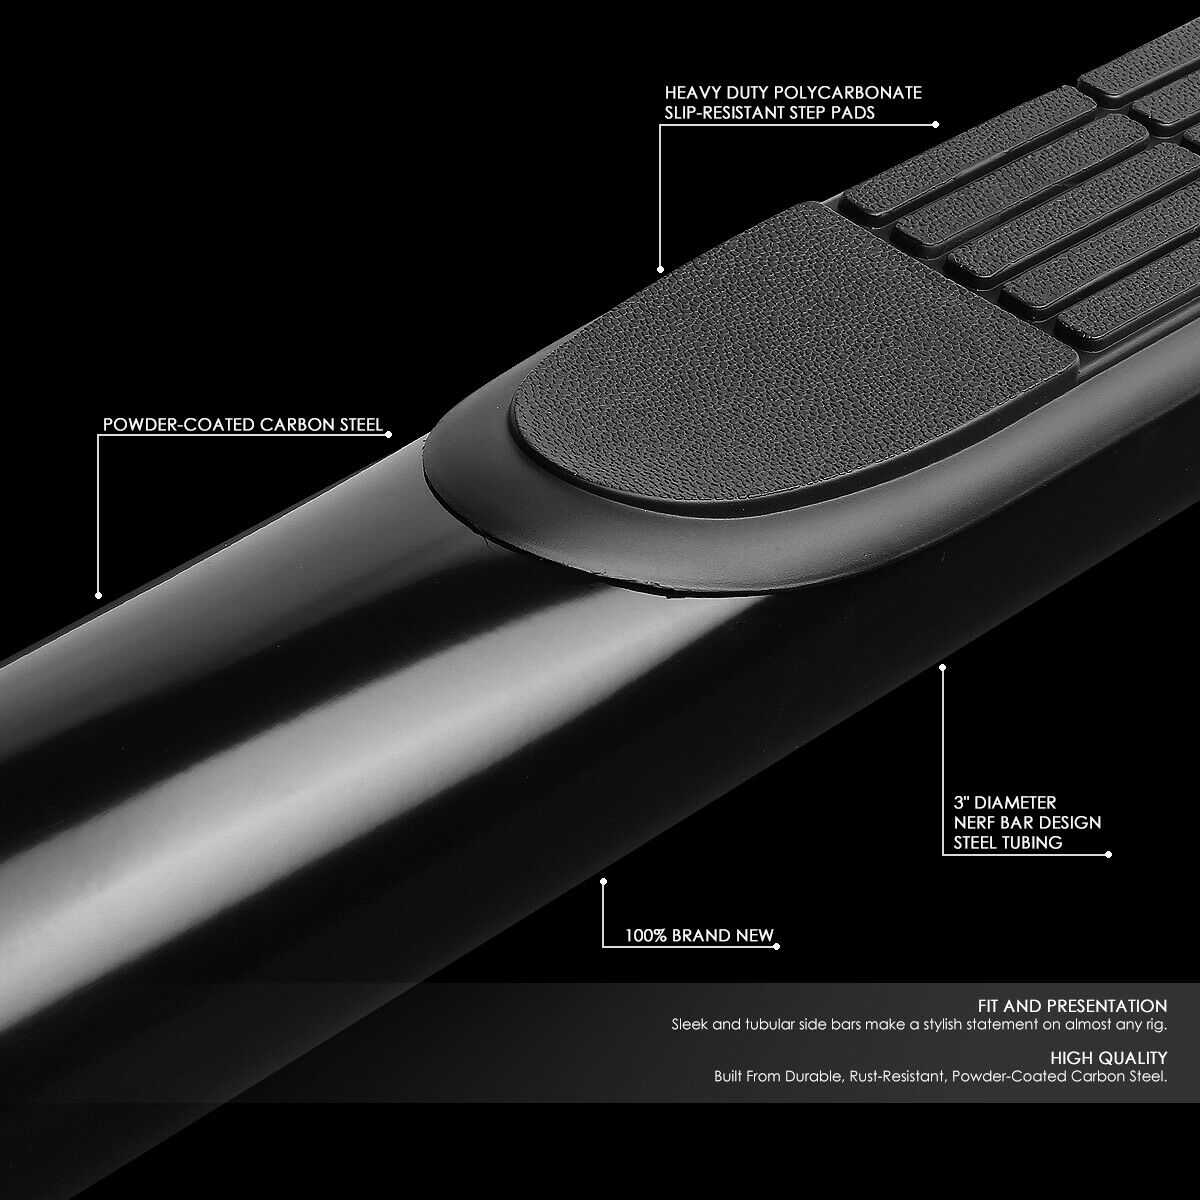 HEAVY DUTY POLYCARBONATE
SLIP-RESISTANT STEP PADS
POWDER-COATED CARBON STEEL
3" DIAMETER
NERF BAR DESIGN
STEEL TUBING
100% BRAND NEW
FIT AND PRESENTATION
Sleek and tubular side bars make a stylish statement on almost any rig.
HIGH QUALITY
Built From Durable, Rust-Resistant, Powder-Coated Carbon Steel.